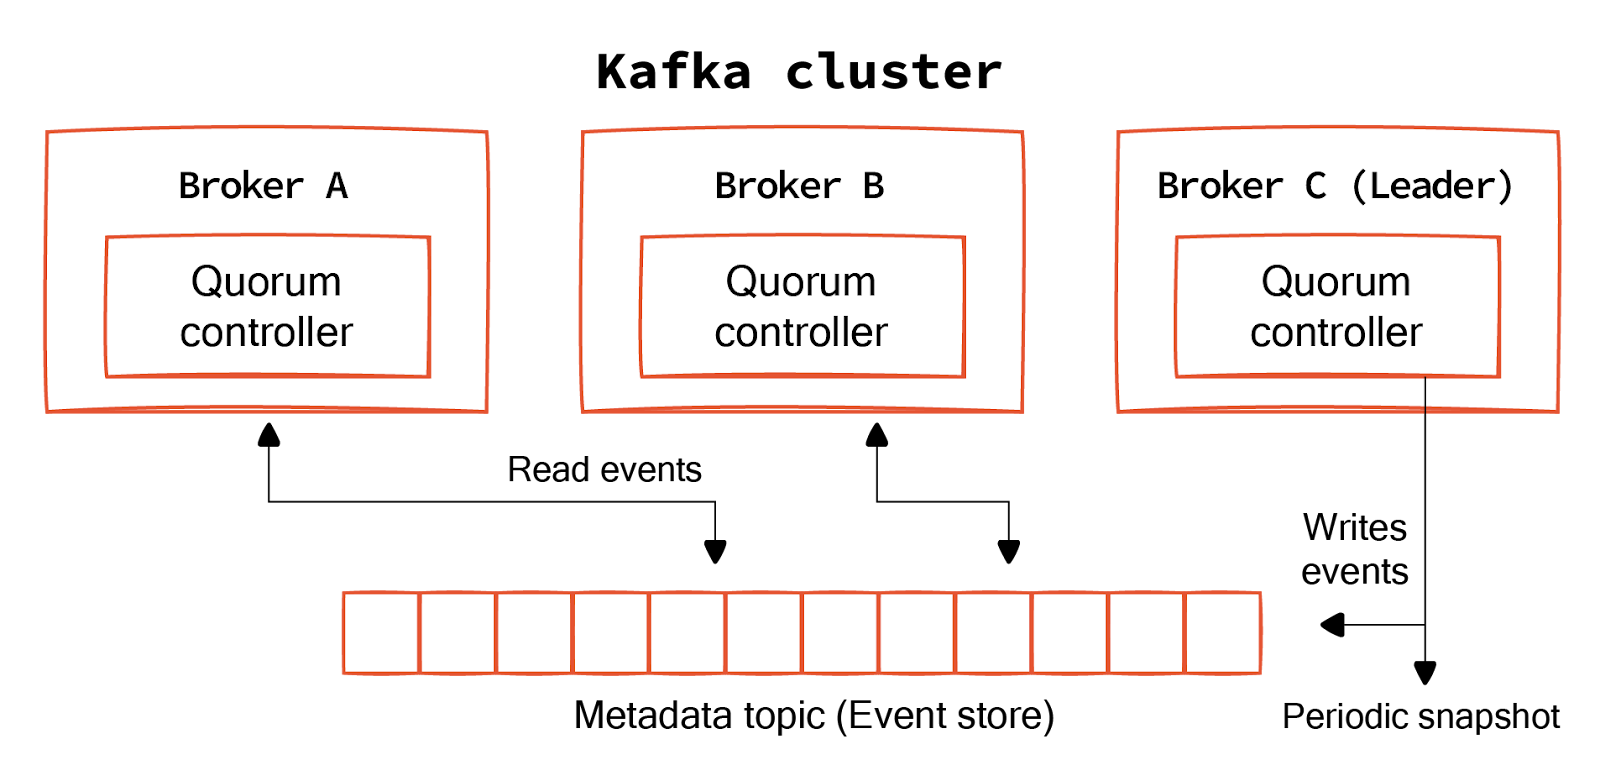 Kafka cluster
Broker A
Broker B
Broker C (Leader)
Quorum
controller
Quorum
controller
Quorum
controller
Read events
Writes
events
Metadata topic (Event store)
Periodic snapshot